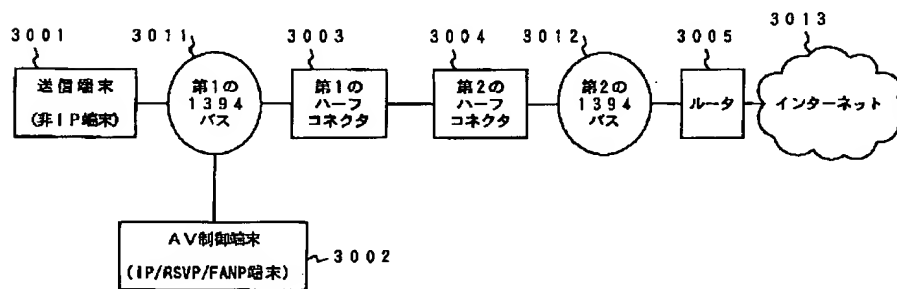 3001
3011
3003
3004
3012
3005
3013
送信端末
(非IP端末)
第1の
1394
バス
第1の
ハーフ
コネクタ
第2の
ハーフ
コネクタ
第2の
1394
バス
ルータ
インターネット
AV制御端末
(IP/RSVP/FANP端末)
3002